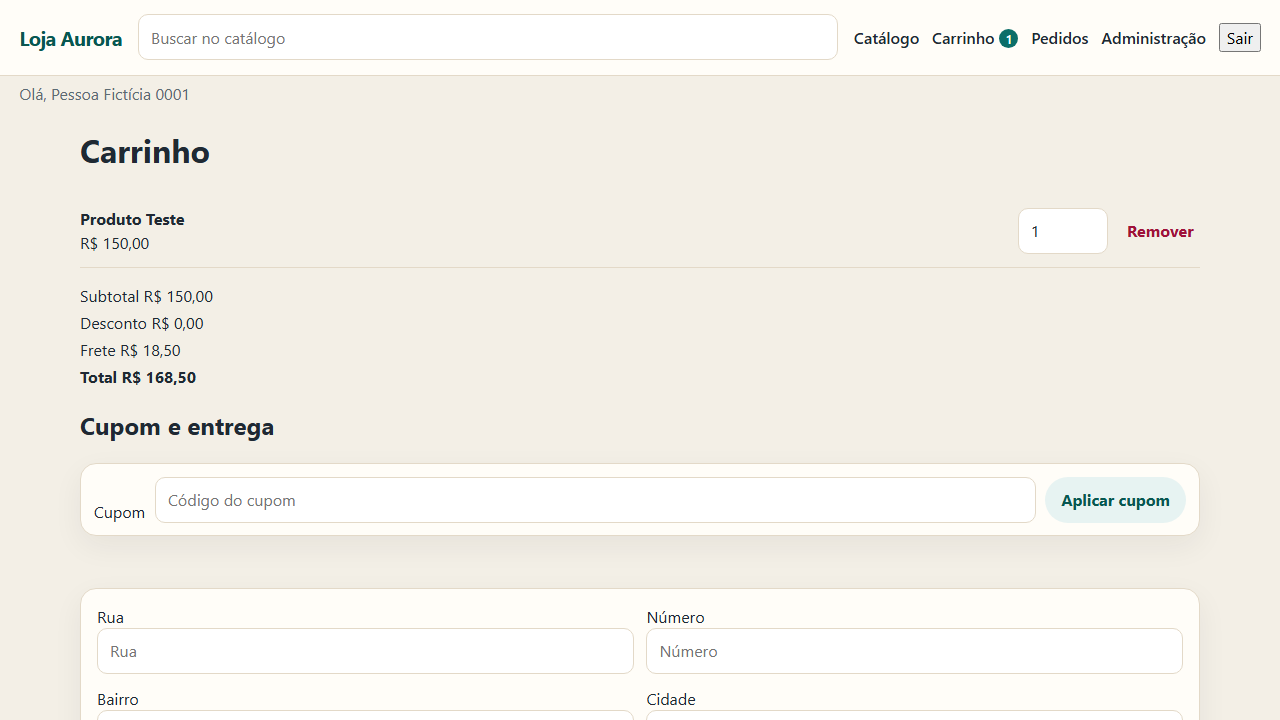 Loja Aurora
Buscar no catálogo
Catálogo
Carrinho 1
Pedidos
Administração
Sair
Olá, Pessoa Fictícia 0001
Carrinho
Produto Teste
R$ 150,00
1
Remover
Subtotal R$ 150,00
Desconto R$ 0,00
Frete R$ 18,50
Total R$ 168,50
Cupom e entrega
Cupom
Código do cupom
Aplicar cupom
Rua
Número
Rua
Número
Bairro
Cidade